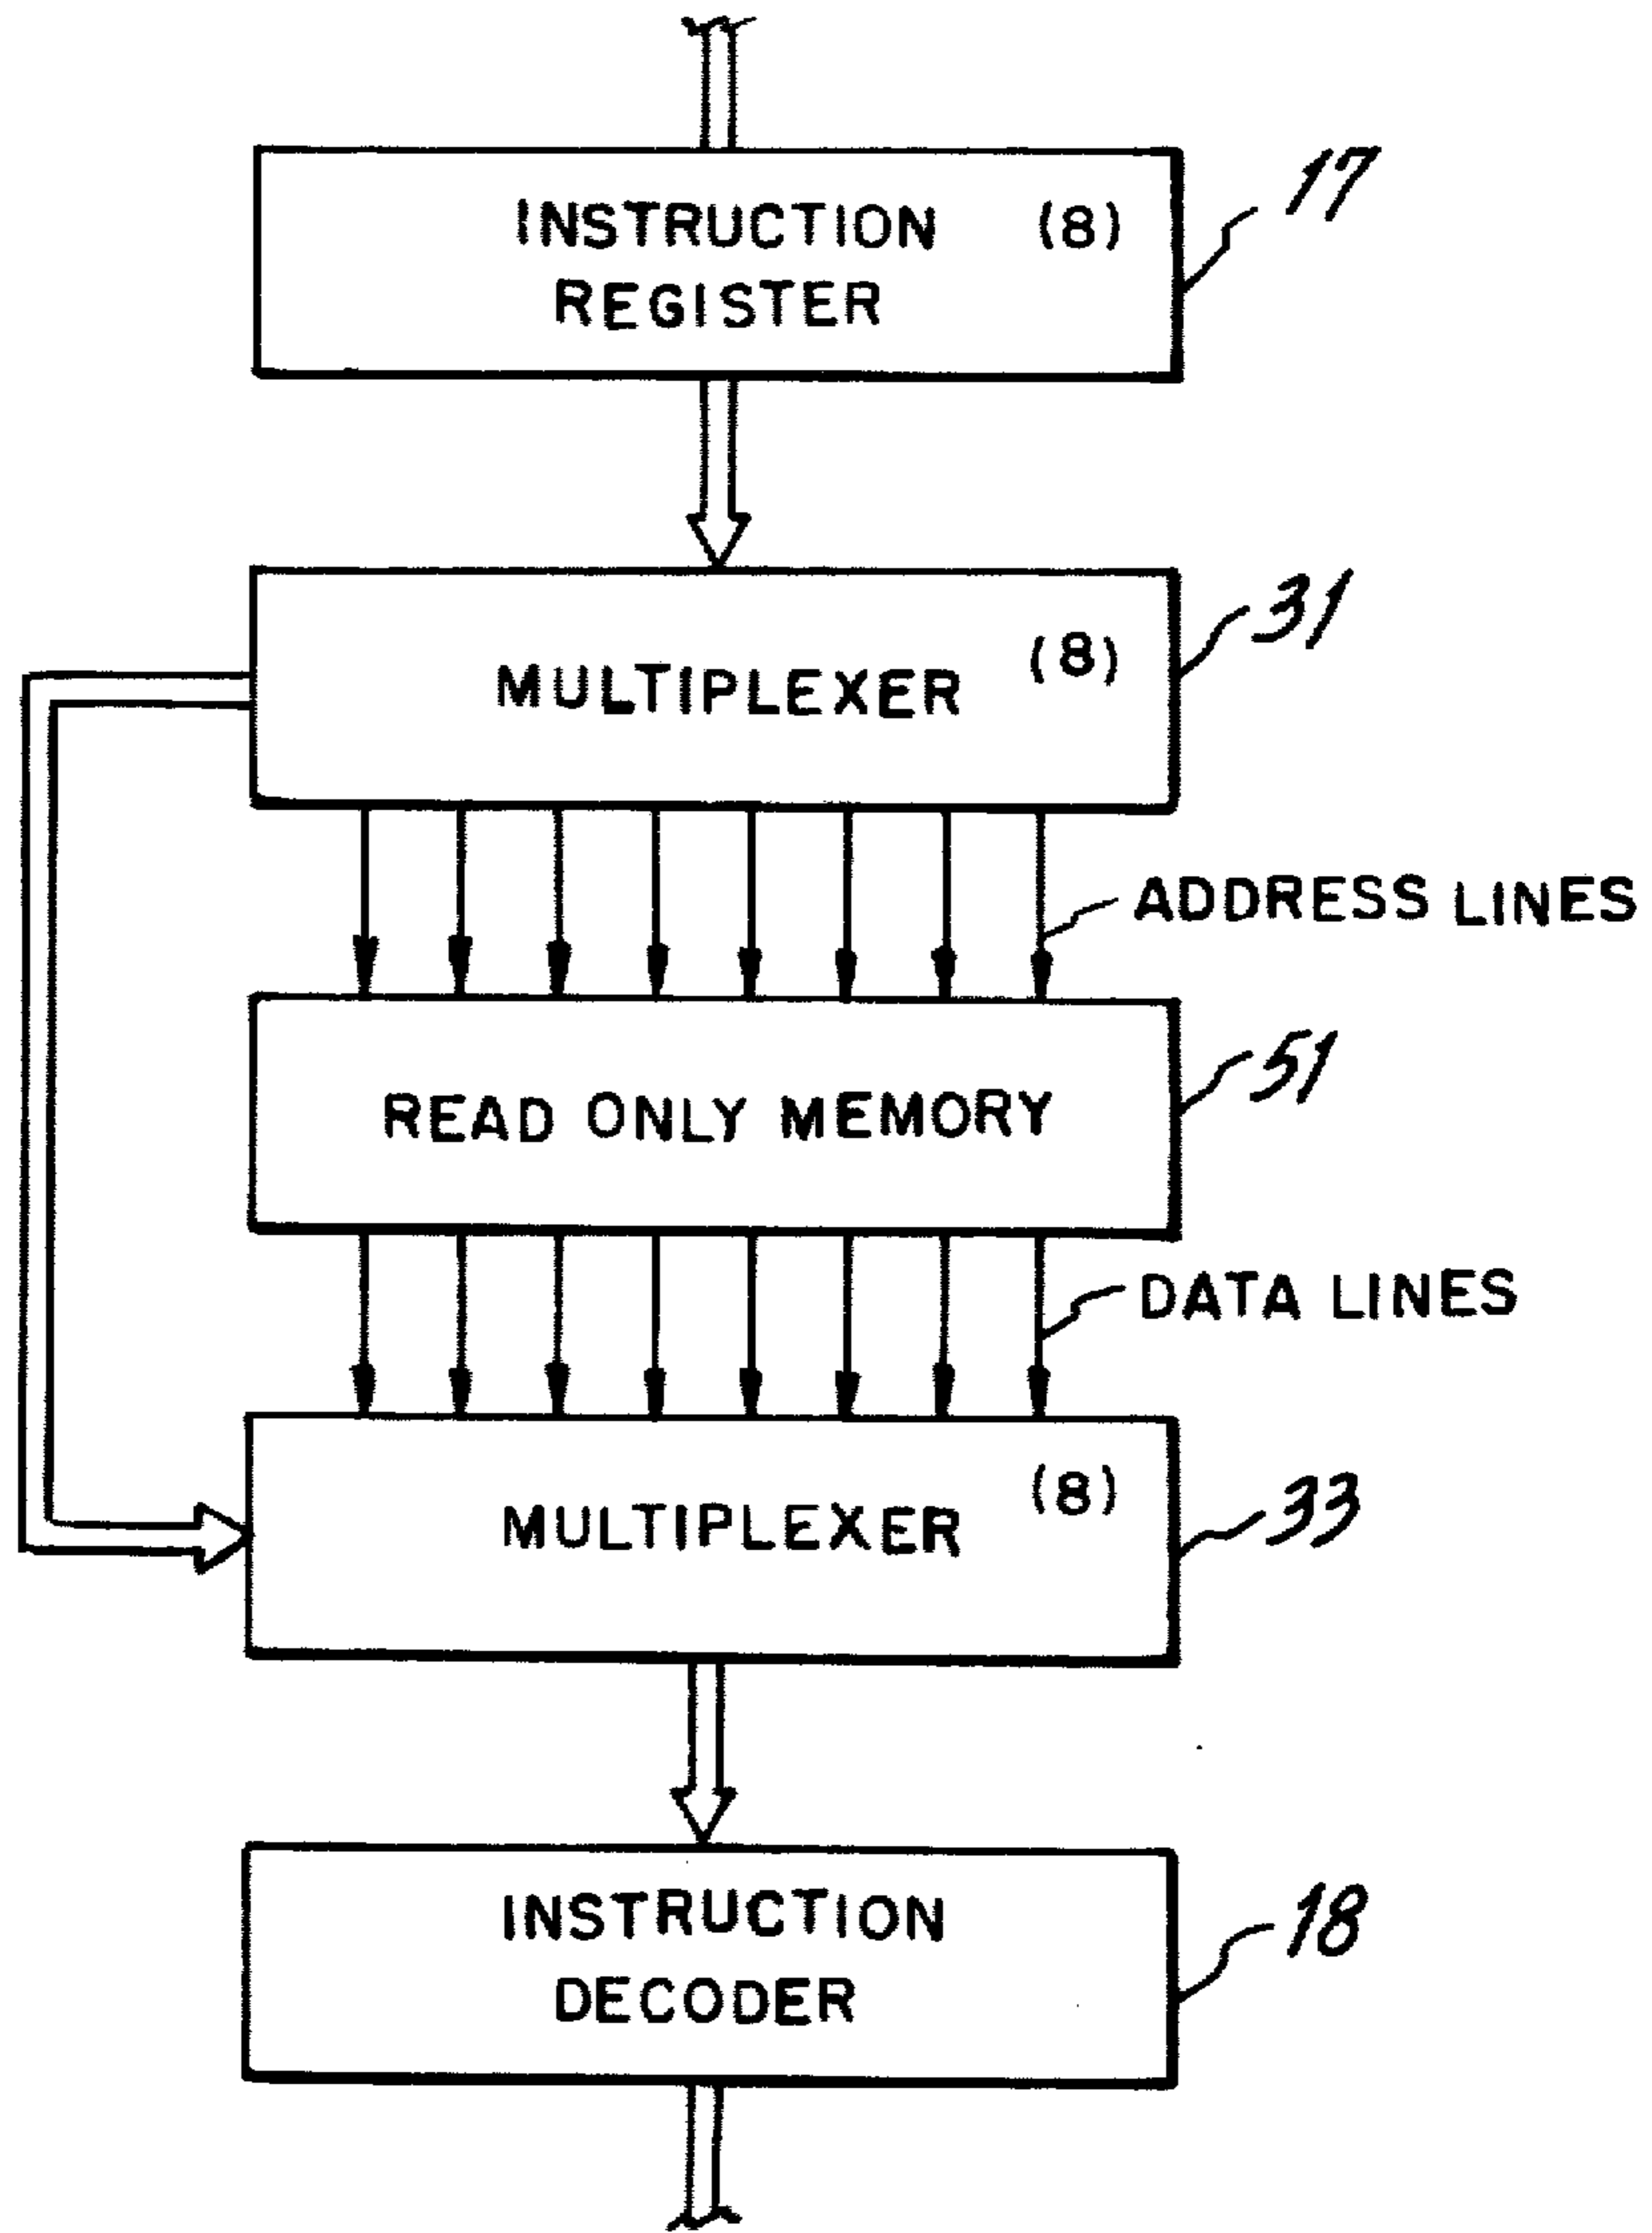 INSTRUCTION (8)
REGISTER
17
MULTIPLEXER (8)
31
ADDRESS LINES
READ ONLY MEMORY
51
DATA LINES
MULTIPLEXER (8)
33
INSTRUCTION
DECODER
18